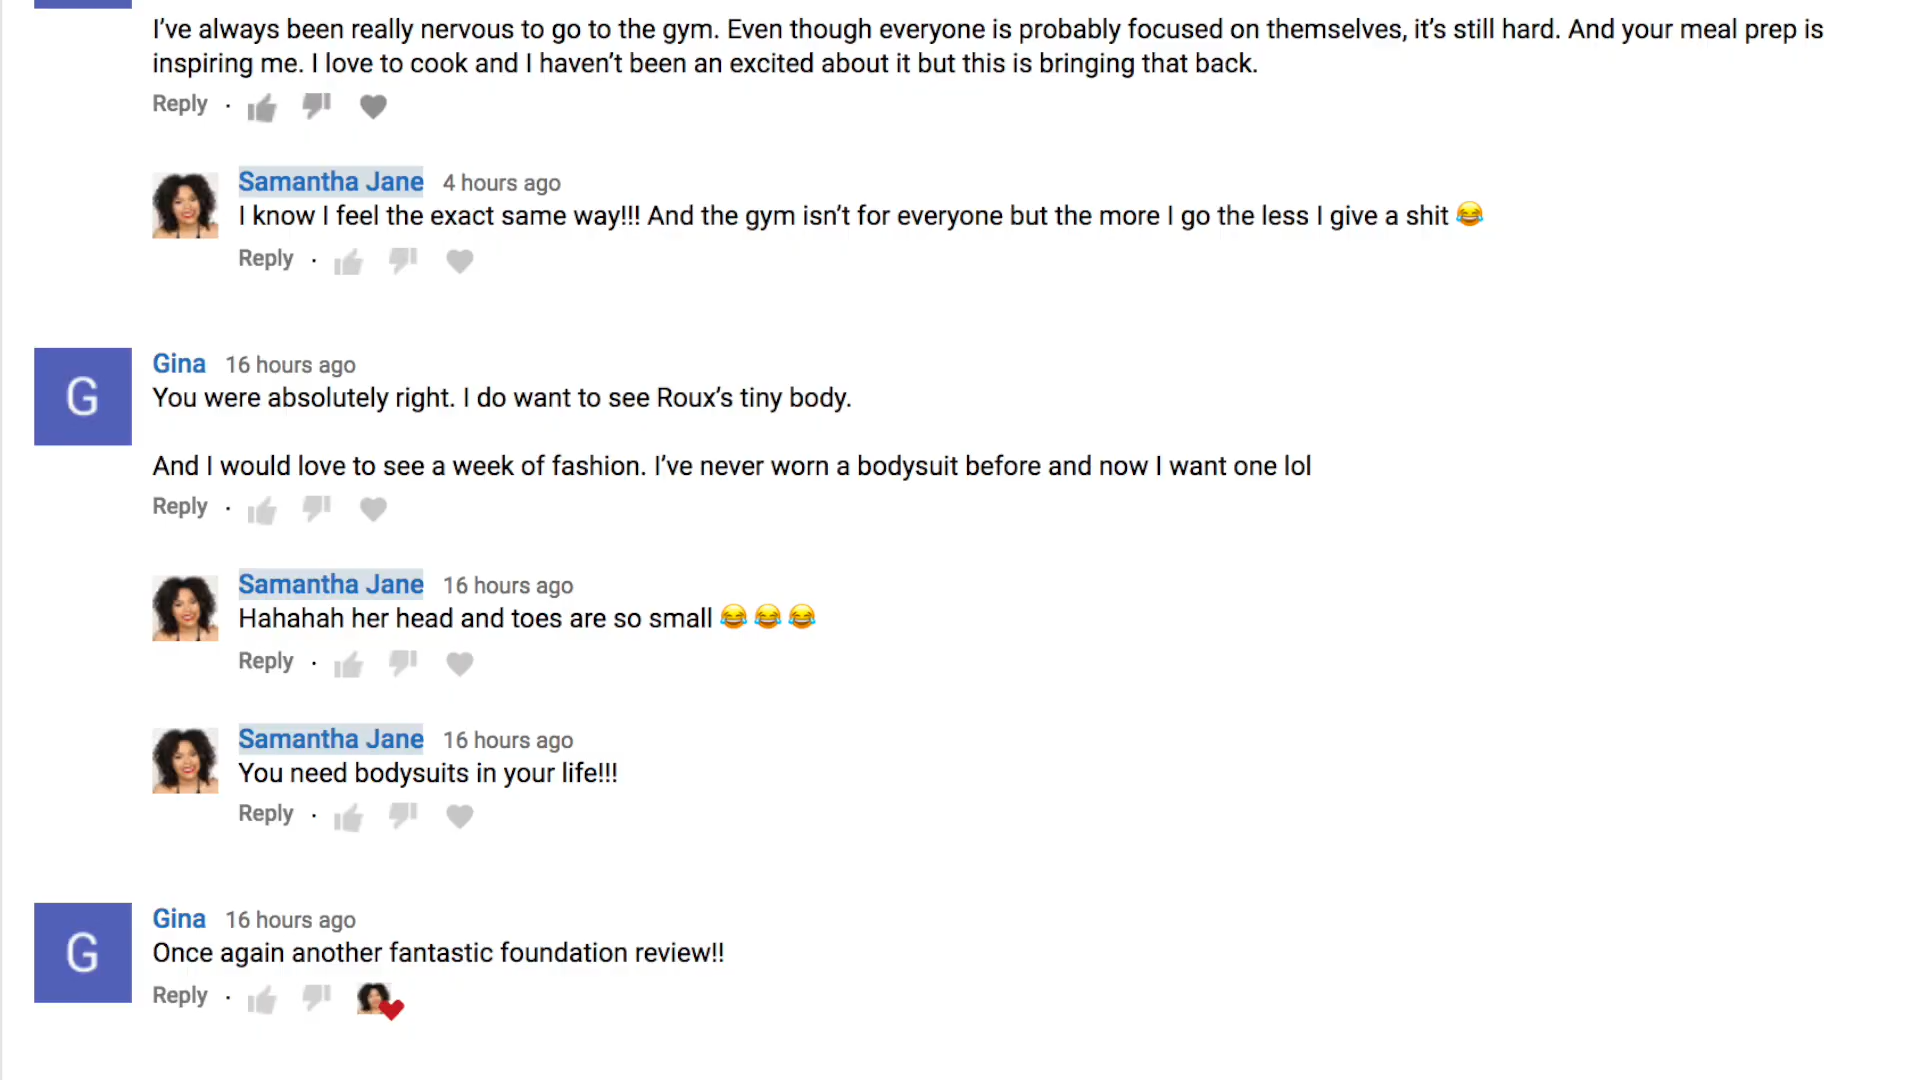 I’ve always been really nervous to go to the gym. Even though everyone is probably focused on themselves, it’s still hard. And your meal prep is
inspiring me. I love to cook and I haven’t been an excited about it but this is bringing that back.
Reply ·
Samantha Jane 4 hours ago
I know I feel the exact same way!!! And the gym isn’t for everyone but the more I go the less I give a shit 😂
Reply ·
G
Gina 16 hours ago
You were absolutely right. I do want to see Roux’s tiny body.
And I would love to see a week of fashion. I’ve never worn a bodysuit before and now I want one lol
Reply ·
Samantha Jane 16 hours ago
Hahahah her head and toes are so small 😂 😂 😂
Reply ·
Samantha Jane 16 hours ago
You need bodysuits in your life!!!
Reply ·
G
Gina 16 hours ago
Once again another fantastic foundation review!!
Reply ·